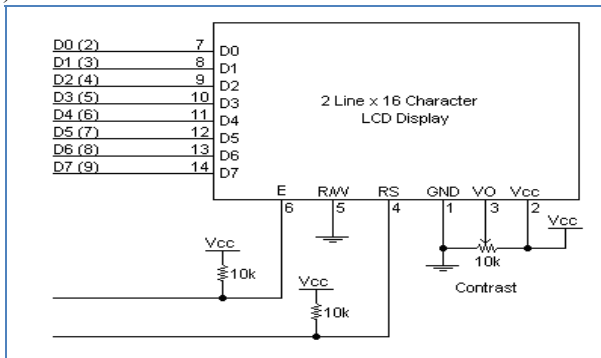 D0 (2) 7 D0
D1 (3) 8 D1
D2 (4) 9 D2
D3 (5) 10 D3
D4 (6) 11 D4
D5 (7) 12 D5
D6 (8) 13 D6
D7 (9) 14 D7
2 Line x 16 Character
LCD Display
E R/W RS GND VO Vcc
6 5 4 1 3 2
Vcc
Vcc
10k
10k
Contrast
Vcc
10k